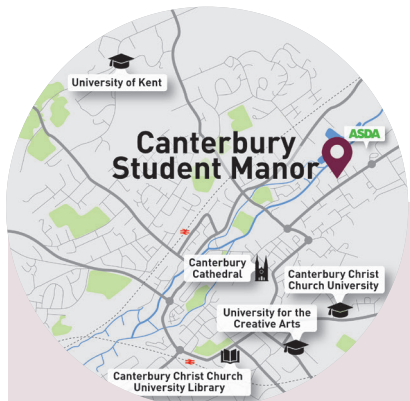 University of Kent
Canterbury
Student Manor
ASDA
Canterbury
Cathedral
Canterbury Christ
Church University
University for the
Creative Arts
Canterbury Christ Church
University Library